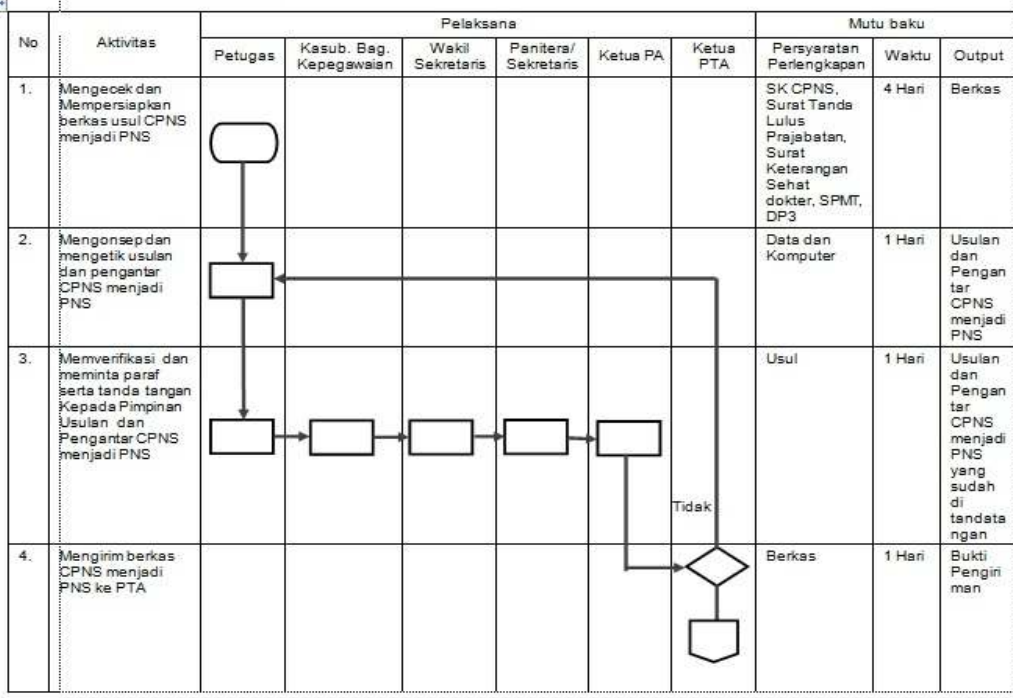 No
Aktivitas
Pelaksana
Mutu baku
Petugas
Kasub. Bag.
Kepegawaian
Wakil
Sekretaris
Panitera/
Sekretaris
Ketua PA
Ketua
PTA
Persyaratan
Perlengkapan
Waktu
Output
1.
Mengecek dan
Mempersiapkan
berkas usul CPNS
menjadi PNS
SK CPNS,
Surat Tanda
Lulus
Prajabatan,
Surat
Keterangan
Sehat
dokter, SPMT,
DP3
4 Hari
Berkas
2.
Mengonsep dan
mengetik usulan
dan pengantar
CPNS menjadi
PNS
Data dan
Komputer
1 Hari
Usulan
dan
Pengan
tar
CPNS
menjadi
PNS
3.
Memverifikasi dan
meminta paraf
serta tanda tangan
Kepada Pimpinan
Usulan dan
Pengantar CPNS
menjadi PNS
Tidak
Usul
1 Hari
Usulan
dan
Pengan
tar
CPNS
menjadi
PNS
yang
sudah
di
tandata
ngan
4.
Mengirim berkas
CPNS menjadi
PNS ke PTA
Berkas
1 Hari
Bukti
Pengiri
man